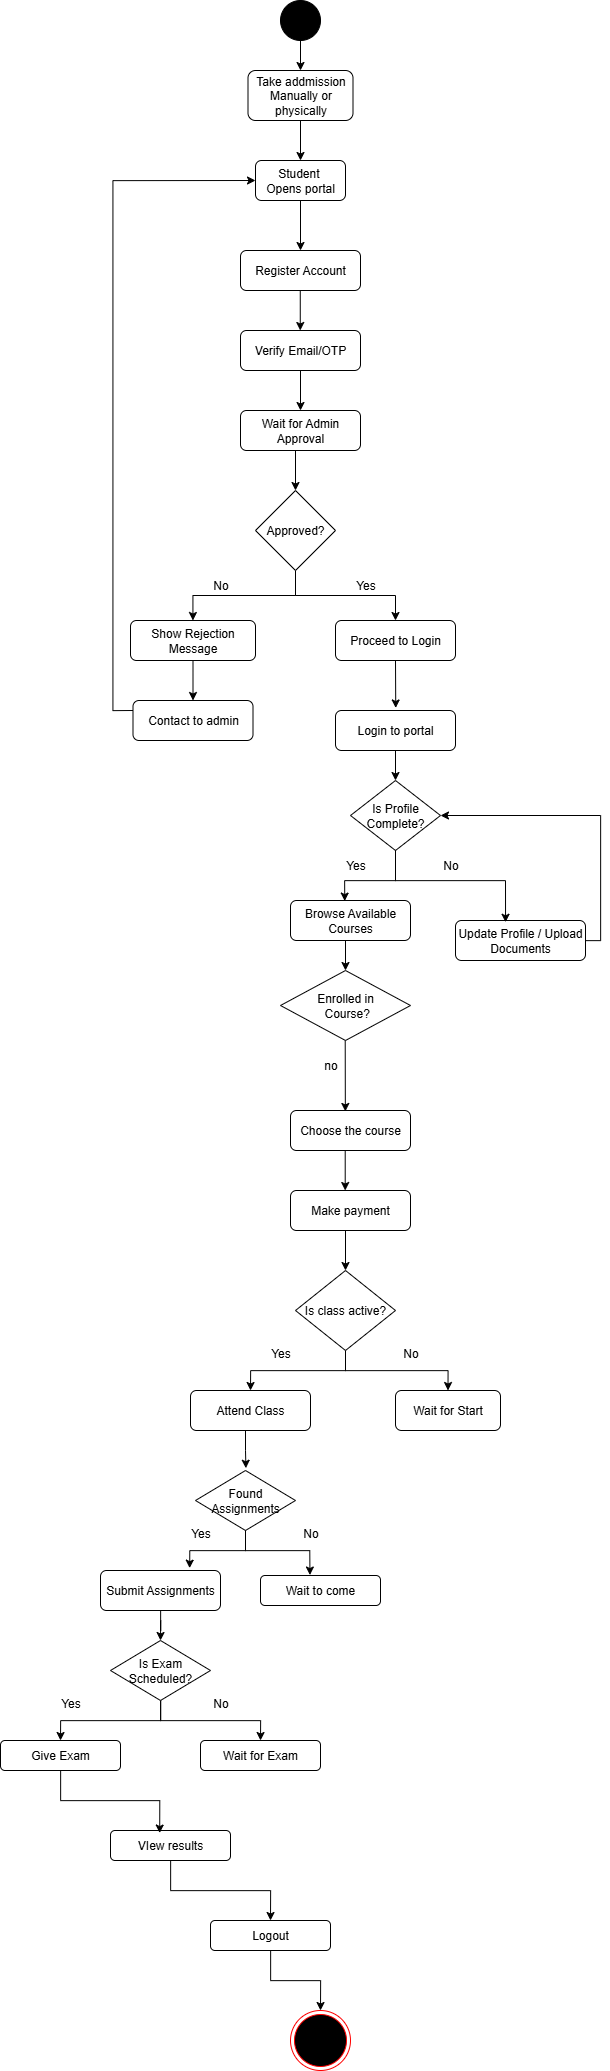 Take addmission
Manually or
physically
Student
Opens portal
Register Account
Verify Email/OTP
Wait for Admin
Approval
Approved?
No
Yes
Show Rejection
Message
Proceed to Login
Contact to admin
Login to portal
Is Profile
Complete?
Yes
No
Browse Available
Courses
Update Profile / Upload
Documents
Enrolled in
Course?
no
Choose the course
Make payment
Is class active?
Yes
No
Attend Class
Wait for Start
Found
Assignments
Yes
No
Submit Assignments
Wait to come
Is Exam
Scheduled?
Yes
No
Give Exam
Wait for Exam
VIew results
Logout